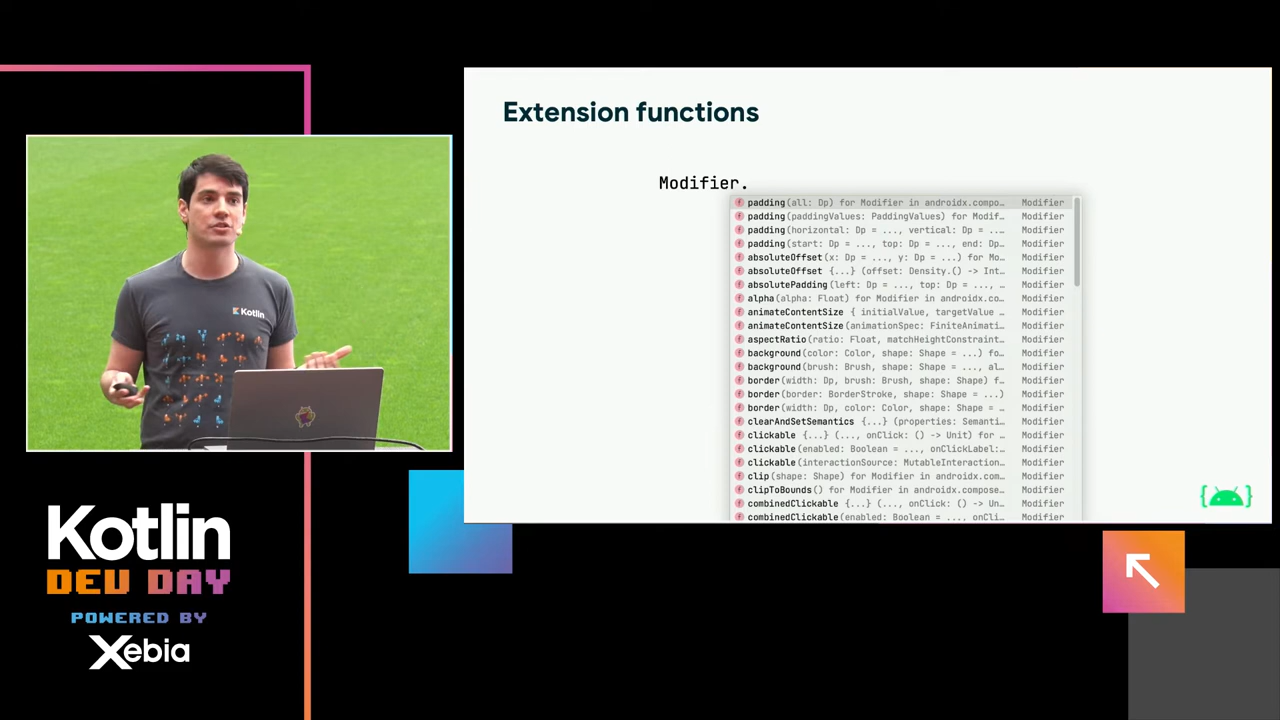 Extension functions
Modifier.
padding(all: Dp) for Modifier in androidx.compo… Modifier
padding(paddingValues: PaddingValues) for Modif… Modifier
padding(horizontal: Dp = ..., vertical: Dp = ..… Modifier
padding(start: Dp = ..., top: Dp = ..., end: Dp… Modifier
absoluteOffset(x: Dp = ..., y: Dp = ...) for Mo… Modifier
absoluteOffset {...} (offset: Density.() -> Int… Modifier
absolutePadding(left: Dp = ..., top: Dp = ..., … Modifier
alpha(alpha: Float) for Modifier in androidx.co… Modifier
animateContentSize { initialValue, targetValue … Modifier
animateContentSize(animationSpec: FiniteAnimati… Modifier
aspectRatio(ratio: Float, matchHeightConstraint… Modifier
background(color: Color, shape: Shape = ...) fo… Modifier
background(brush: Brush, shape: Shape = ..., al… Modifier
border(width: Dp, brush: Brush, shape: Shape) f… Modifier
border(border: BorderStroke, shape: Shape = ...) Modifier
border(width: Dp, color: Color, shape: Shape = … Modifier
clearAndSetSemantics {...} (properties: Semanti… Modifier
clickable {...} (..., onClick: () -> Unit) for … Modifier
clickable(enabled: Boolean = ..., onClickLabel:… Modifier
clickable(interactionSource: MutableInteraction… Modifier
clip(shape: Shape) for Modifier in androidx.com… Modifier
clipToBounds() for Modifier in androidx.compose… Modifier
combinedClickable {...} (..., onClick: () -> Un… Modifier
combinedClickable(enabled: Boolean = ..., onCli… Modifier
Kotlin
Kotlin
DEV DAY
POWERED BY
Xebia